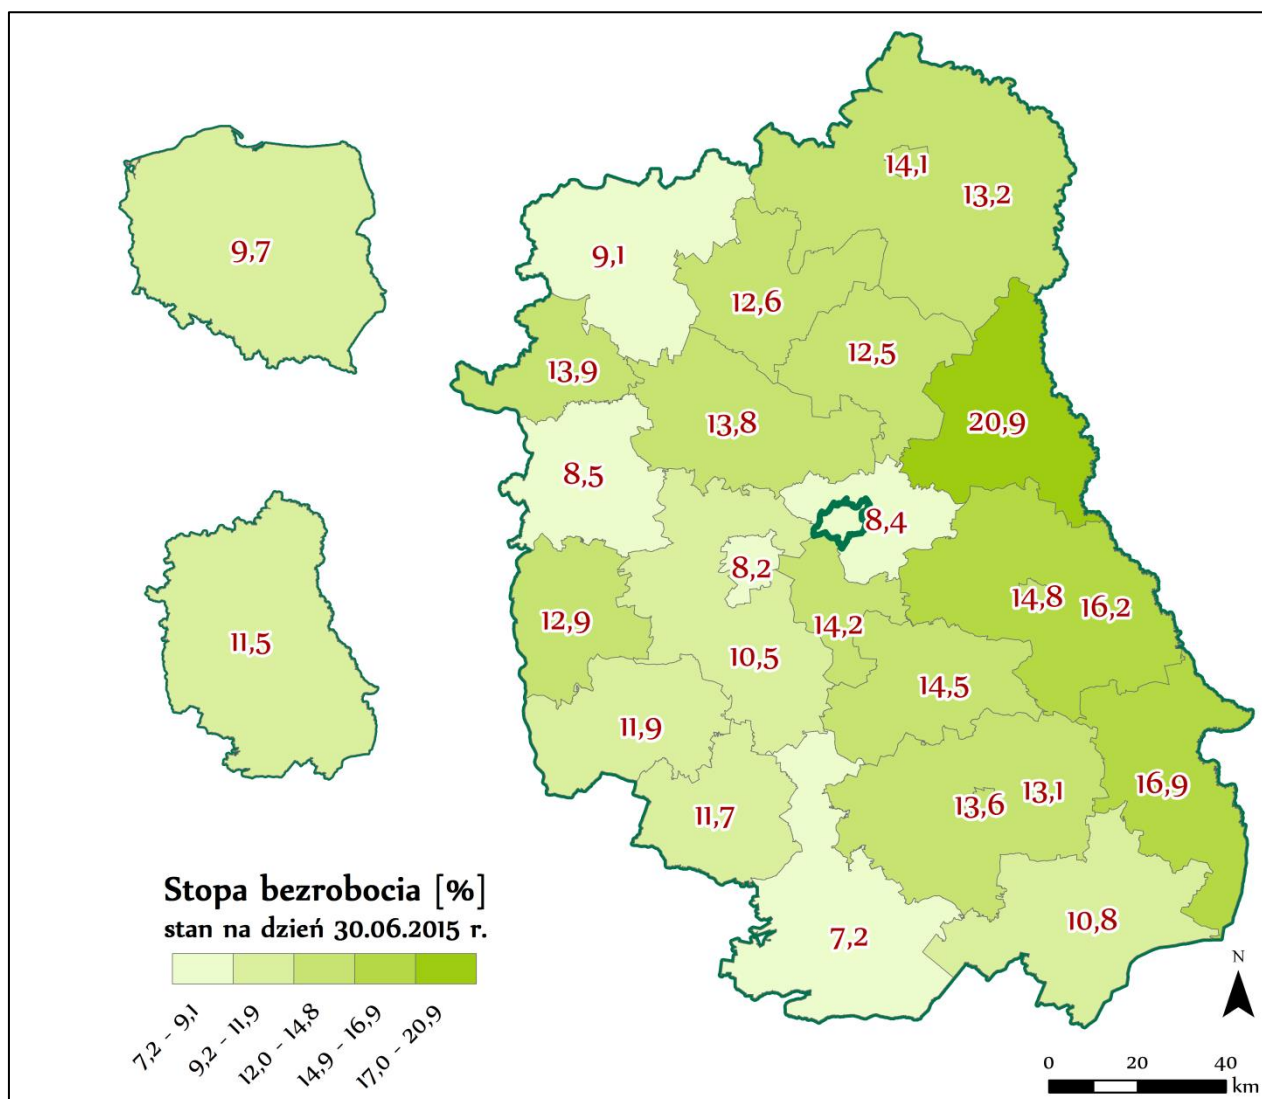 14,1
13,2
9,7
9,1
12,6
12,5
13,9
13,8
20,9
8,5
8,4
8,2
14,8
16,2
12,9
14,2
11,5
10,5
14,5
11,9
16,9
13,1
13,6
11,7
Stopa bezrobocia [%]
stan na dzień 30.06.2015 r.
10,8
7,2
N
7,2 - 9,1
9,2 - 11,9
12,0 - 14,8
14,9 - 16,9
17,0 - 20,9
0 20 40
km